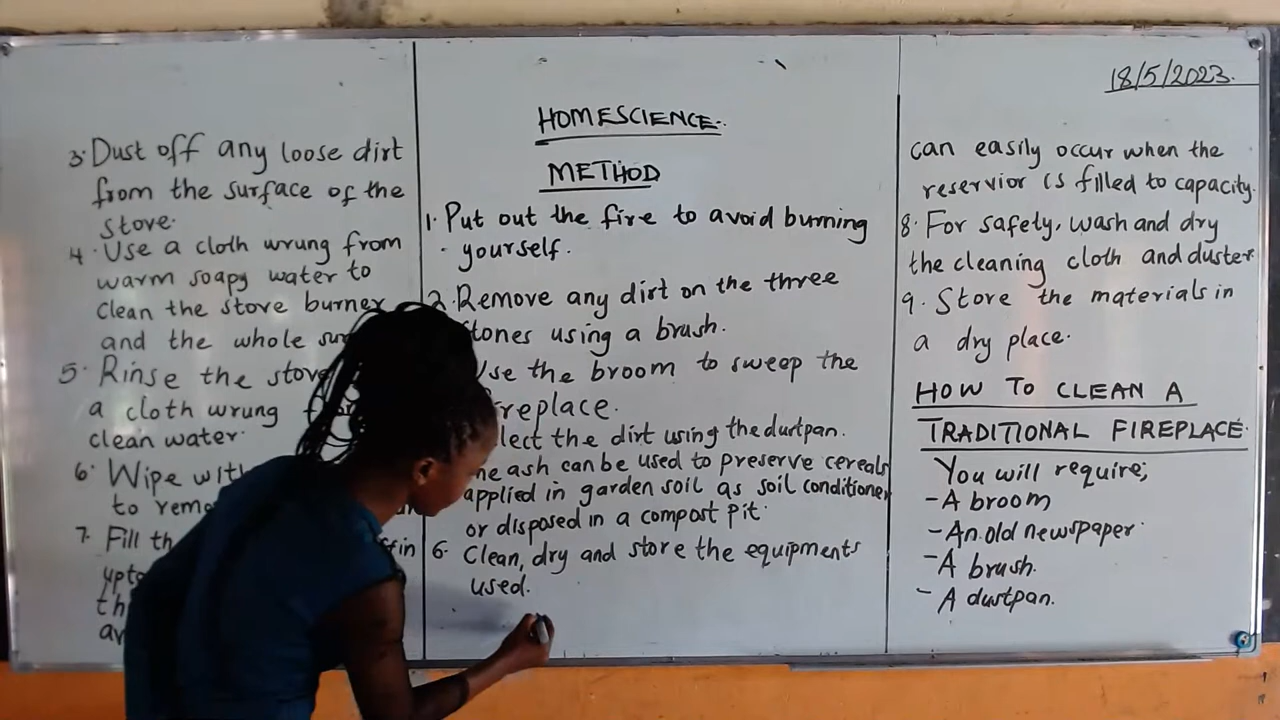 18/5/2023.
3. Dust off any loose dirt
from the surface of the
stove.
4. Use a cloth wrung from
warm soapy water to
clean the stove burner
and the whole
5. Rinse the stove
a cloth wrung
clean water.
6. Wipe
to
7. Fill
HOMESCIENCE.
METHOD
1. Put out the fire to avoid burning
yourself.
2. Remove any dirt on the three
stones using a brush.
Use the broom to sweep the
replace.
lect the dirt using the dustpan.
he ash can be used to preserve cereals
applied in garden soil as soil conditioner
or disposed in a compost pit.
6. Clean, dry and store the equipments
used.
can easily occur when the
reservior is filled to capacity.
8. For safety, wash and dry
the cleaning cloth and duster.
9. Store the materials in
a dry place.
HOW TO CLEAN A
TRADITIONAL FIREPLACE.
You will require;
- A broom
- An old newspaper.
- A brush.
- A dustpan.